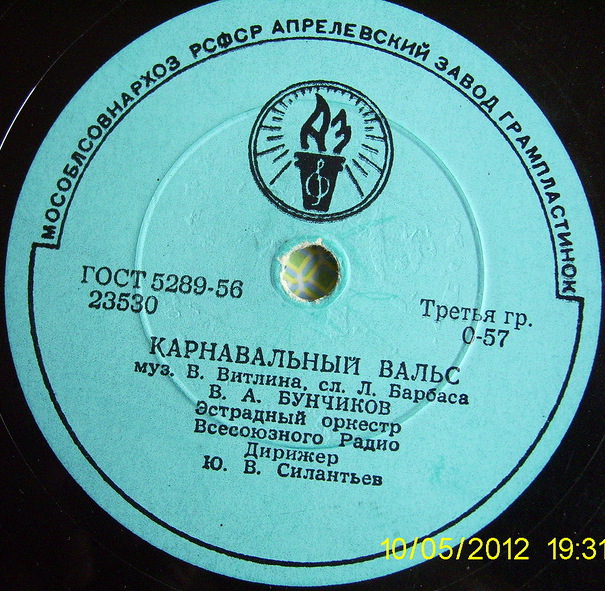 МОСОБЛСОВНАРХОЗ РСФСР АПРЕЛЕВСКИЙ ЗАВОД ГРАМПЛАСТИНОК
АЗ
ГОСТ 5289-56
23530
Третья гр.
0-57
КАРНАВАЛЬНЫЙ ВАЛЬС
муз. В. Витлина, сл. Л. Барбаса
В. А. БУНЧИКОВ
Эстрадный оркестр
Всесоюзного Радио
Дирижер
Ю. В. Силантьев
10/05/2012 19:31